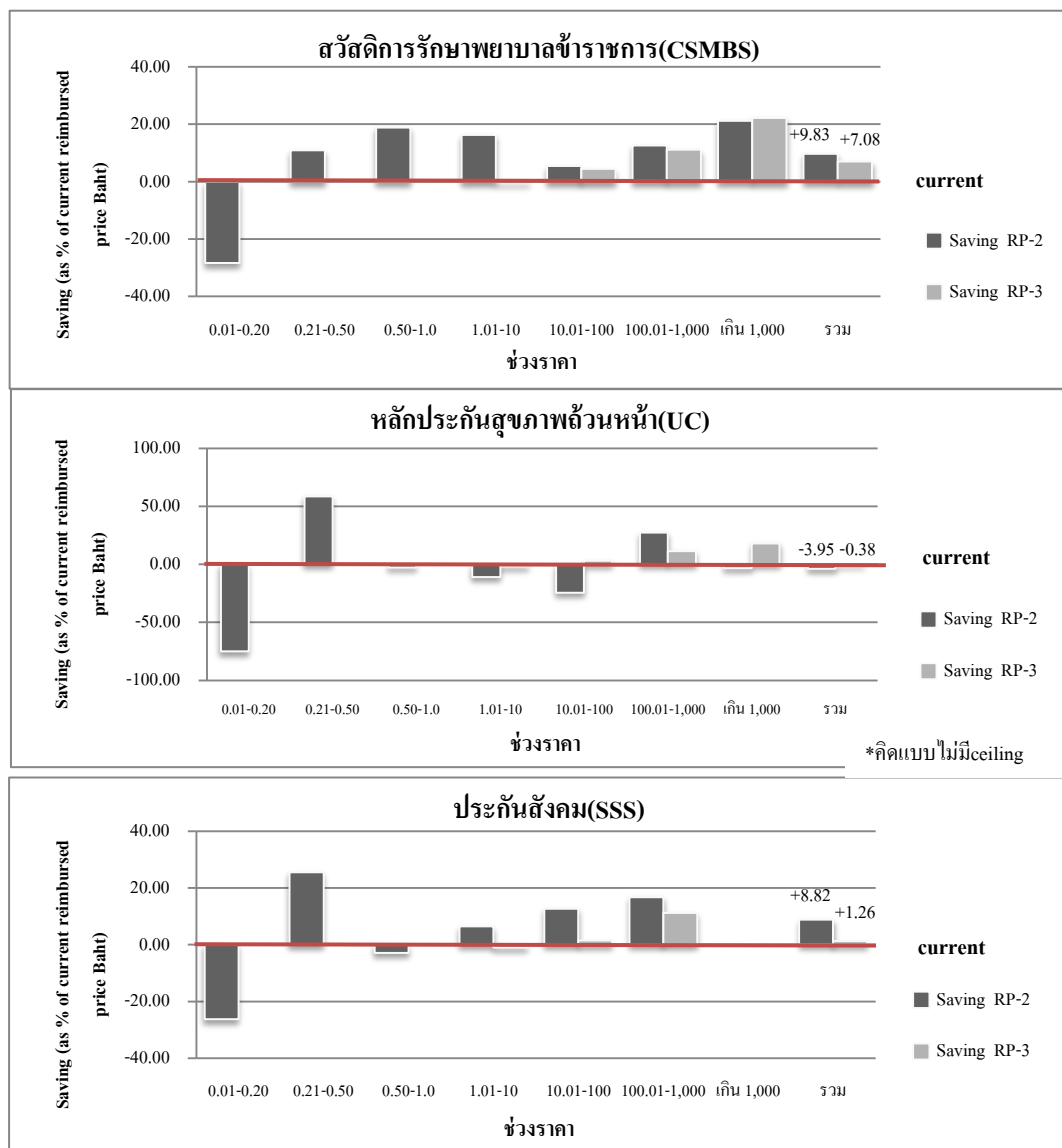 สวัสดิการรักษาพยาบาลข้าราชการ(CSMBS)
Saving (as % of current reimbursed
price Baht)
40.00
20.00
0.00
-20.00
-40.00
+9.83 +7.08
0.01-0.20 0.21-0.50 0.50-1.0 1.01-10 10.01-100 100.01-1,000 เกิน 1,000 รวม
ช่วงราคา
current
Saving RP-2
Saving RP-3
หลักประกันสุขภาพถ้วนหน้า(UC)
Saving (as % of current reimbursed
price Baht)
100.00
50.00
0.00
-50.00
-100.00
-3.95 -0.38
0.01-0.20 0.21-0.50 0.50-1.0 1.01-10 10.01-100 100.01-1,000 เกิน 1,000 รวม
ช่วงราคา
current
Saving RP-2
Saving RP-3
*คิดแบบไม่มีceiling
ประกันสังคม(SSS)
Saving (as % of current reimbursed
price Baht)
40.00
20.00
0.00
-20.00
-40.00
+8.82
+1.26
0.01-0.20 0.21-0.50 0.50-1.0 1.01-10 10.01-100 100.01-1,000 เกิน 1,000 รวม
ช่วงราคา
current
Saving RP-2
Saving RP-3